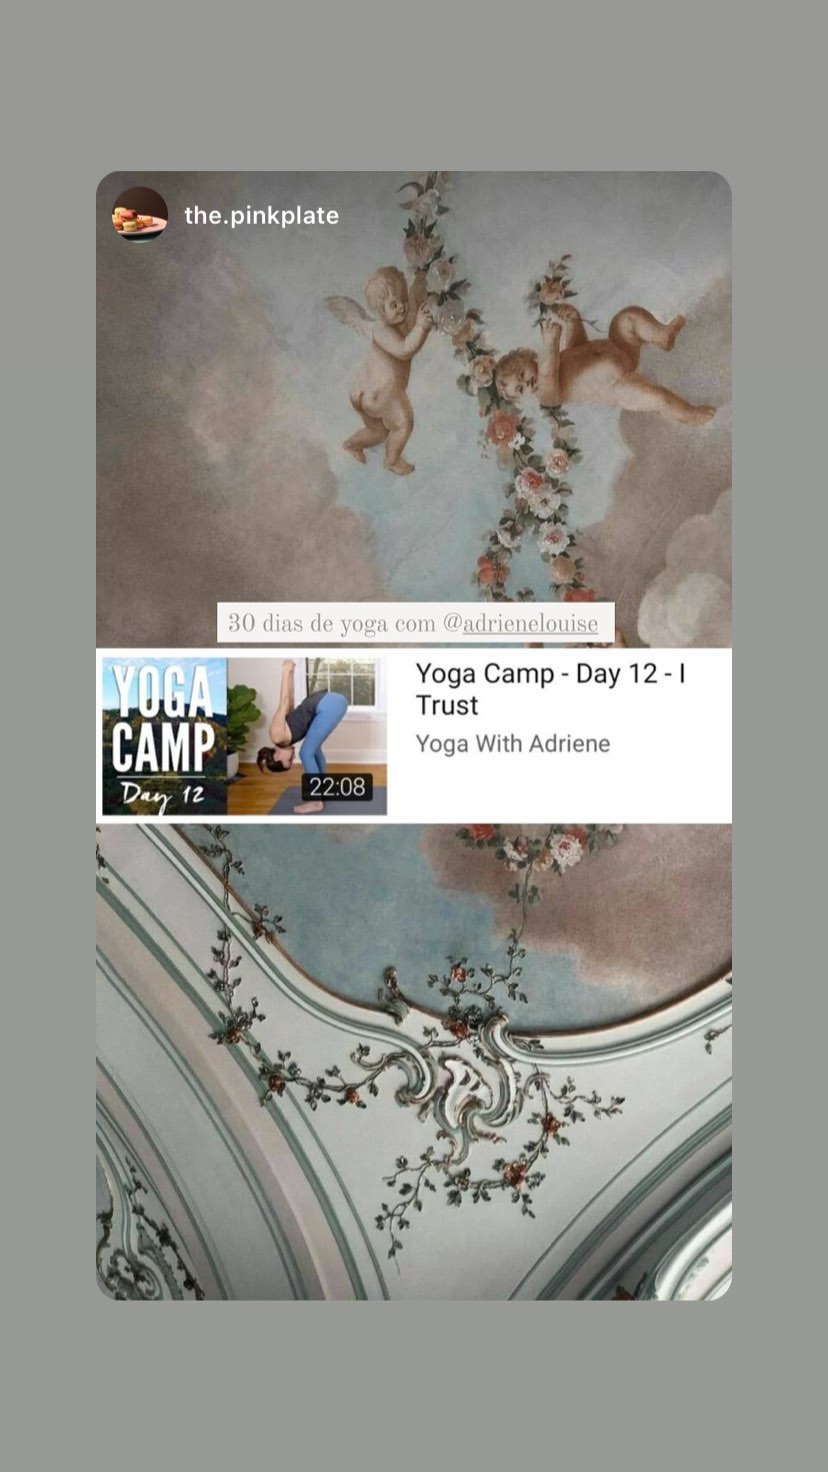 the.pinkplate
30 dias de yoga com @adrienelouise
YOGA
CAMP
Day 12
22:08
Yoga Camp - Day 12 - I
Trust
Yoga With Adriene